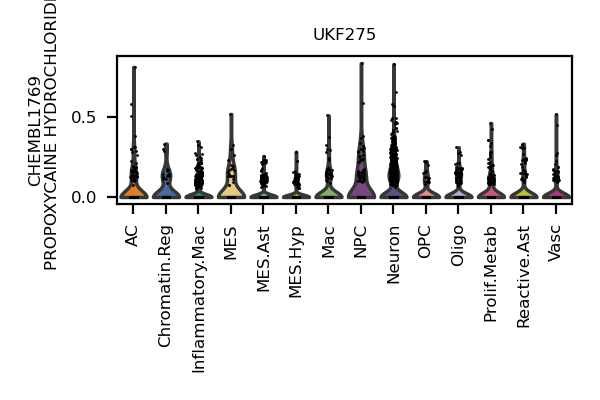 UKF275
CHEMBL1769
PROPOXYCAINE HYDROCHLORIDE
0.5
0.0
AC
Chromatin.Reg
Inflammatory.Mac
MES
MES.Ast
MES.Hyp
Mac
NPC
Neuron
OPC
Oligo
Prolif.Metab
Reactive.Ast
Vasc